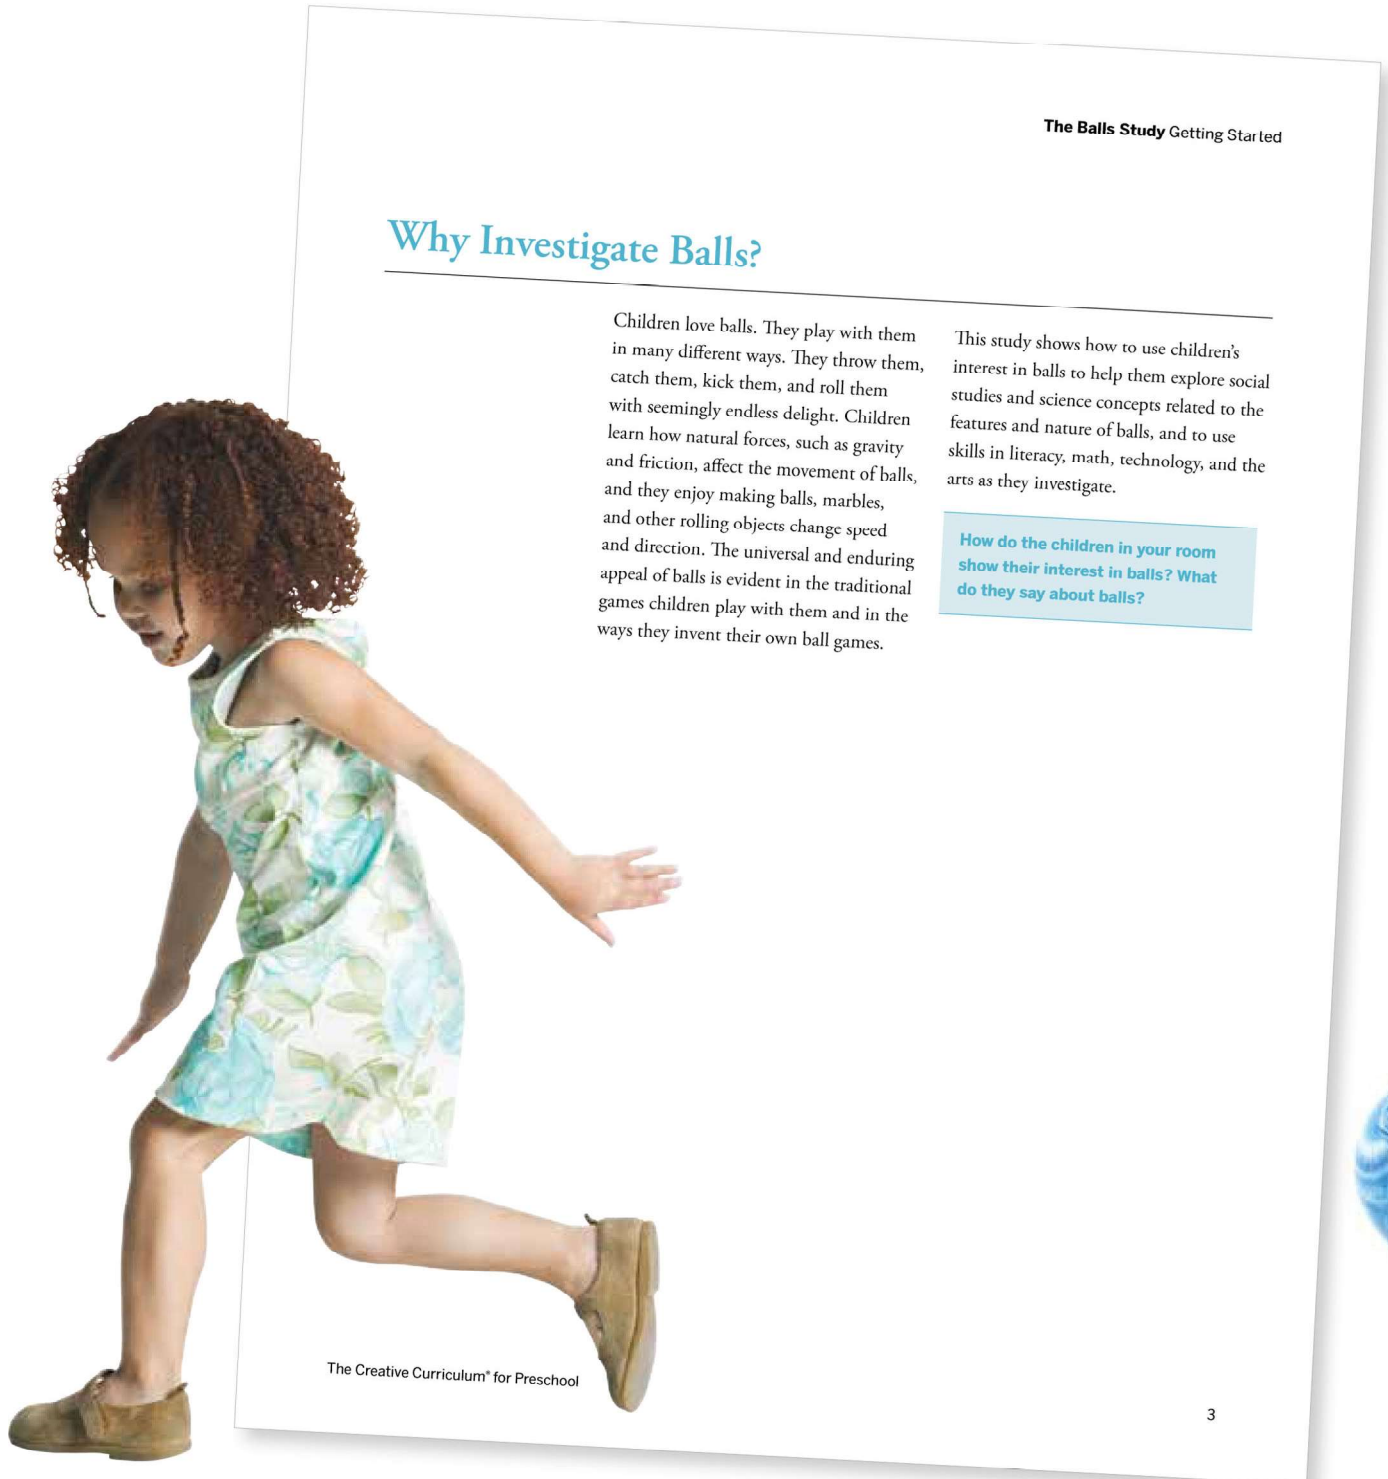 The Balls Study Getting Started
Why Investigate Balls?
Children love balls. They play with them
in many different ways. They throw them,
catch them, kick them, and roll them
with seemingly endless delight. Children
learn how natural forces, such as gravity
and friction, affect the movement of balls,
and they enjoy making balls, marbles,
and other rolling objects change speed
and direction. The universal and enduring
appeal of balls is evident in the traditional
games children play with them and in the
ways they invent their own ball games.
This study shows how to use children’s
interest in balls to help them explore social
studies and science concepts related to the
features and nature of balls, and to use
skills in literacy, math, technology, and the
arts as they investigate.
How do the children in your room
show their interest in balls? What
do they say about balls?
The Creative Curriculum® for Preschool
3